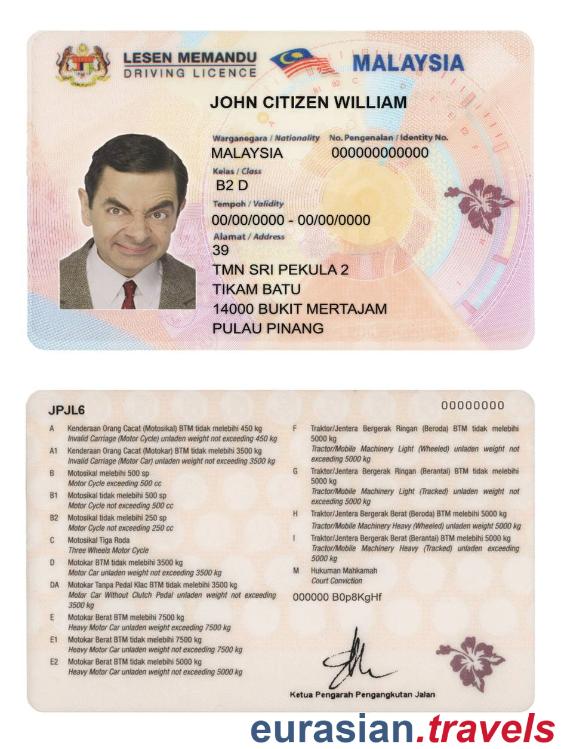 LESEN MEMANDU
DRIVING LICENCE
MALAYSIA
JOHN CITIZEN WILLIAM
Warganegara / Nationality No. Pengenalan / Identity No.
MALAYSIA 000000000000
Kelas / Class
B2 D
Tempoh / Validity
00/00/0000 - 00/00/0000
Alamat / Address
39
TMN SRI PEKULA 2
TIKAM BATU
14000 BUKIT MERTAJAM
PULAU PINANG
JPJL6
00000000
A Kenderaan Orang Cacat (Motosikal) BTM tidak melebihi 450 kg
Invalid Carriage (Motor Cycle) unladen weight not exceeding 450 kg
A1 Kenderaan Orang Cacat (Motokar) BTM tidak melebihi 3500 kg
Invalid Carriage (Motor Car) unladen weight not exceeding 3500 kg
B Motosikal melebihi 500 sp
Motor Cycle exceeding 500 cc
B1 Motosikal tidak melebihi 500 sp
Motor Cycle not exceeding 500 cc
B2 Motosikal tidak melebihi 250 sp
Motor Cycle not exceeding 250 cc
C Motosikal Tiga Roda
Three Wheels Motor Cycle
D Motokar BTM tidak melebihi 3500 kg
Motor Car unladen weight not exceeding 3500 kg
DA Motokar Tanpa Pedal Klac BTM tidak melebihi 3500 kg
Motor Car Without Clutch Pedal unladen weight not exceeding
3500 kg
E Motokar Berat BTM melebihi 7500 kg
Heavy Motor Car unladen weight exceeding 7500 kg
E1 Motokar Berat BTM tidak melebihi 7500 kg
Heavy Motor Car unladen weight not exceeding 7500 kg
E2 Motokar Berat BTM tidak melebihi 5000 kg
Heavy Motor Car unladen weight not exceeding 5000 kg
F Traktor/Jentera Bergerak Ringan (Beroda) BTM tidak melebihi
5000 kg
Tractor/Mobile Machinery Light (Wheeled) unladen weight not
exceeding 5000 kg
G Traktor/Jentera Bergerak Ringan (Berantai) BTM tidak melebihi
5000 kg
Tractor/Mobile Machinery Light (Tracked) unladen weight not
exceeding 5000 kg
H Traktor/Jentera Bergerak Berat (Beroda) BTM melebihi 5000 kg
Tractor/Mobile Machinery Heavy (Wheeled) unladen weight 5000 kg
I Traktor/Jentera Bergerak Berat (Berantai) BTM melebihi 5000 kg
Tractor/Mobile Machinery Heavy (Tracked) unladen exceeding
5000 kg
M Hukuman Mahkamah
Court Conviction
000000 B0p8KgHf
Ketua Pengarah Pengangkutan Jalan
eurasian.travels